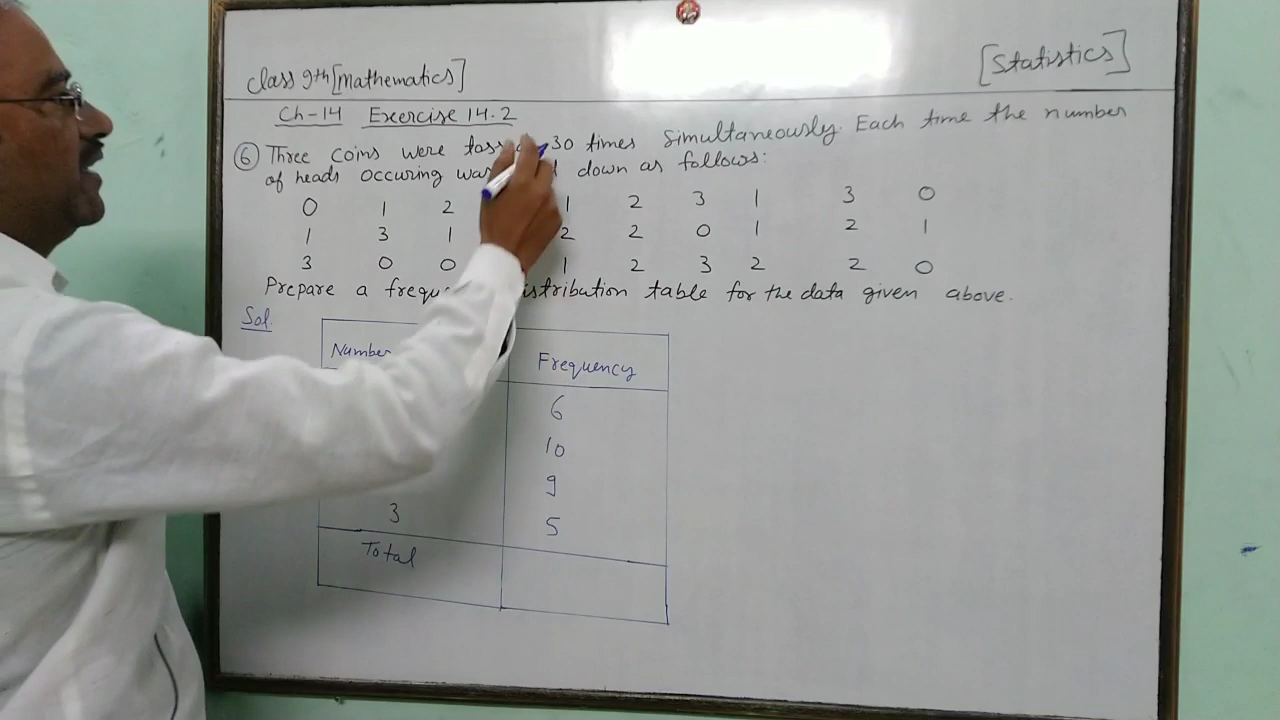 Class 9th [Mathematics]
[Statistics]
Ch-14 Exercise 14.2
⑥ Three coins were toss 30 times simultaneously. Each time the number
of heads occuring was down as follows:
0 1 2 1 2 3 1 3 0
1 3 1 2 2 0 1 2 1
3 0 0 1 2 3 2 2 0
Prepare a frequ istribution table for the data given above.
Sol.
Number Frequency
6
10
9
3 5
Total